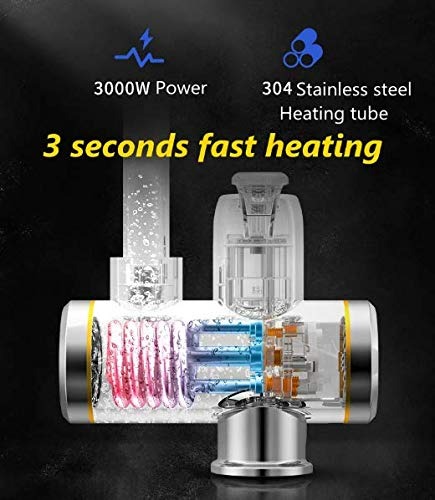 3000W Power
304 Stainless steel
Heating tube
3 seconds fast heating